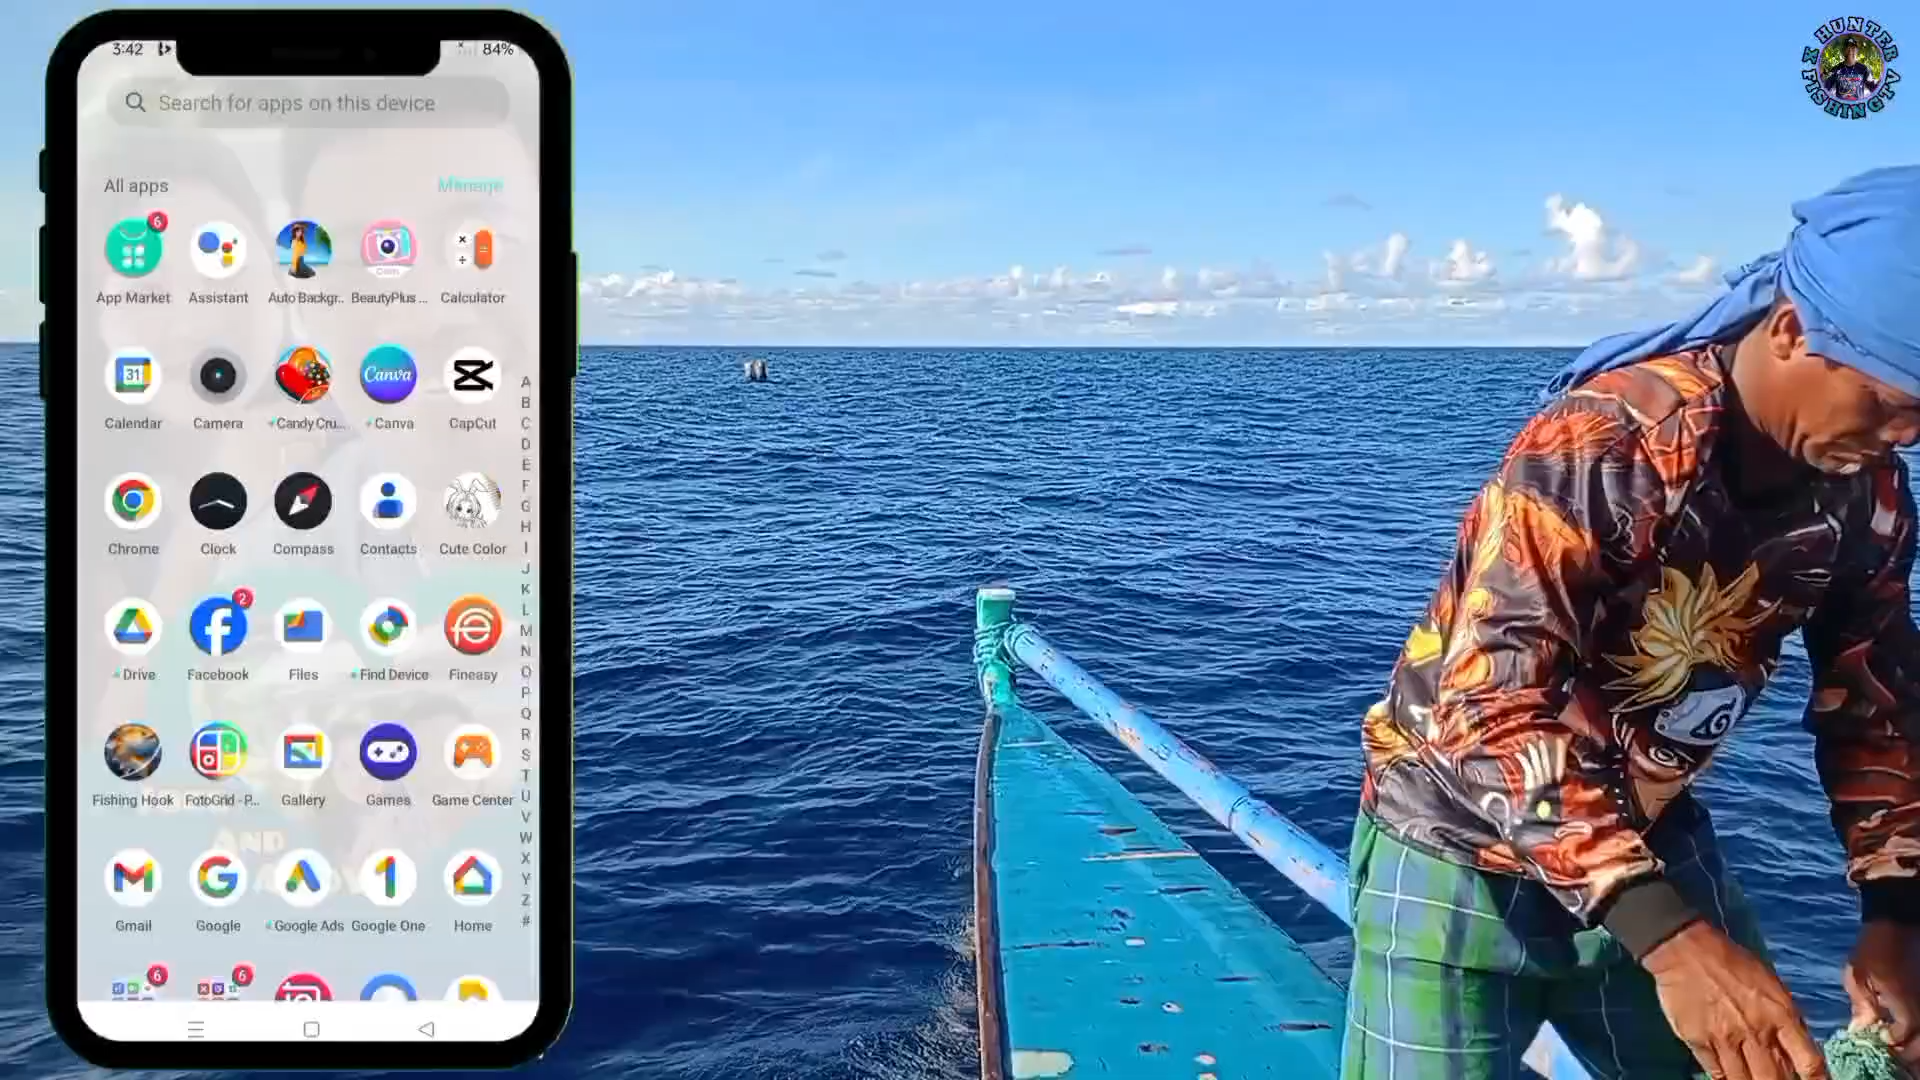 3:42
84%
Search for apps on this device
All apps
Manage
6
App Market
Assistant
Auto Backgr..
BeautyPlus ...
Calculator
31
Canva
Calendar
Camera
Candy Cru...
Canva
CapCut
Chrome
Clock
Compass
Contacts
Cute Color
2
Drive
Facebook
Files
Find Device
Fineasy
Fishing Hook
FotoGrid - P...
Gallery
Games
Game Center
AND
Gmail
Google
Google Ads
Google One
Home
6
6
A
B
C
D
E
F
G
H
I
J
K
L
M
N
O
P
Q
R
S
T
U
V
W
X
Y
Z
#
X HUNTER
FISHING TV